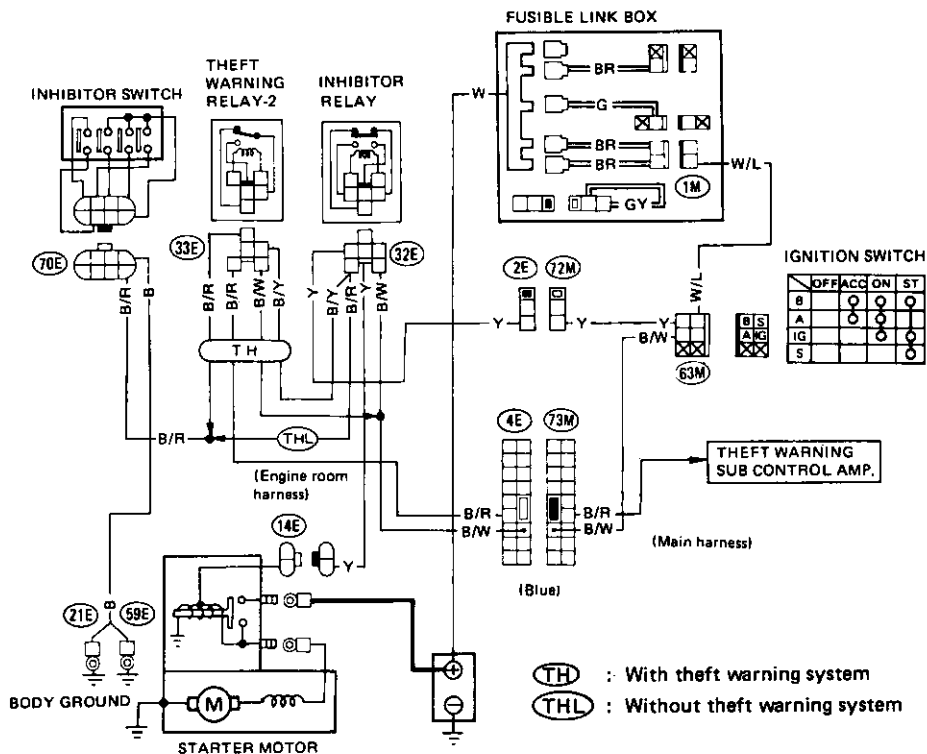 FUSIBLE LINK BOX
THEFT
WARNING
RELAY-2
INHIBITOR
RELAY
INHIBITOR SWITCH
W
BR
G
BR
BR
GY
1M
W/L
70E
33E
32E
2E
72M
W/L
IGNITION SWITCH
OFF ACC ON ST
B
A
IG
S
B S
A IG
B/R
B
B/R
B/R
B/W
B/Y
Y
B/Y
B/R
Y
B/W
Y
Y
Y
B/W
63M
TH
B/R
THL
4E
73M
THEFT WARNING
SUB CONTROL AMP.
(Engine room
harness)
B/R
B/W
B/R
B/W
(Main harness)
(Blue)
14E
Y
B
21E
59E
BODY GROUND
M
STARTER MOTOR
TH : With theft warning system
THL : Without theft warning system